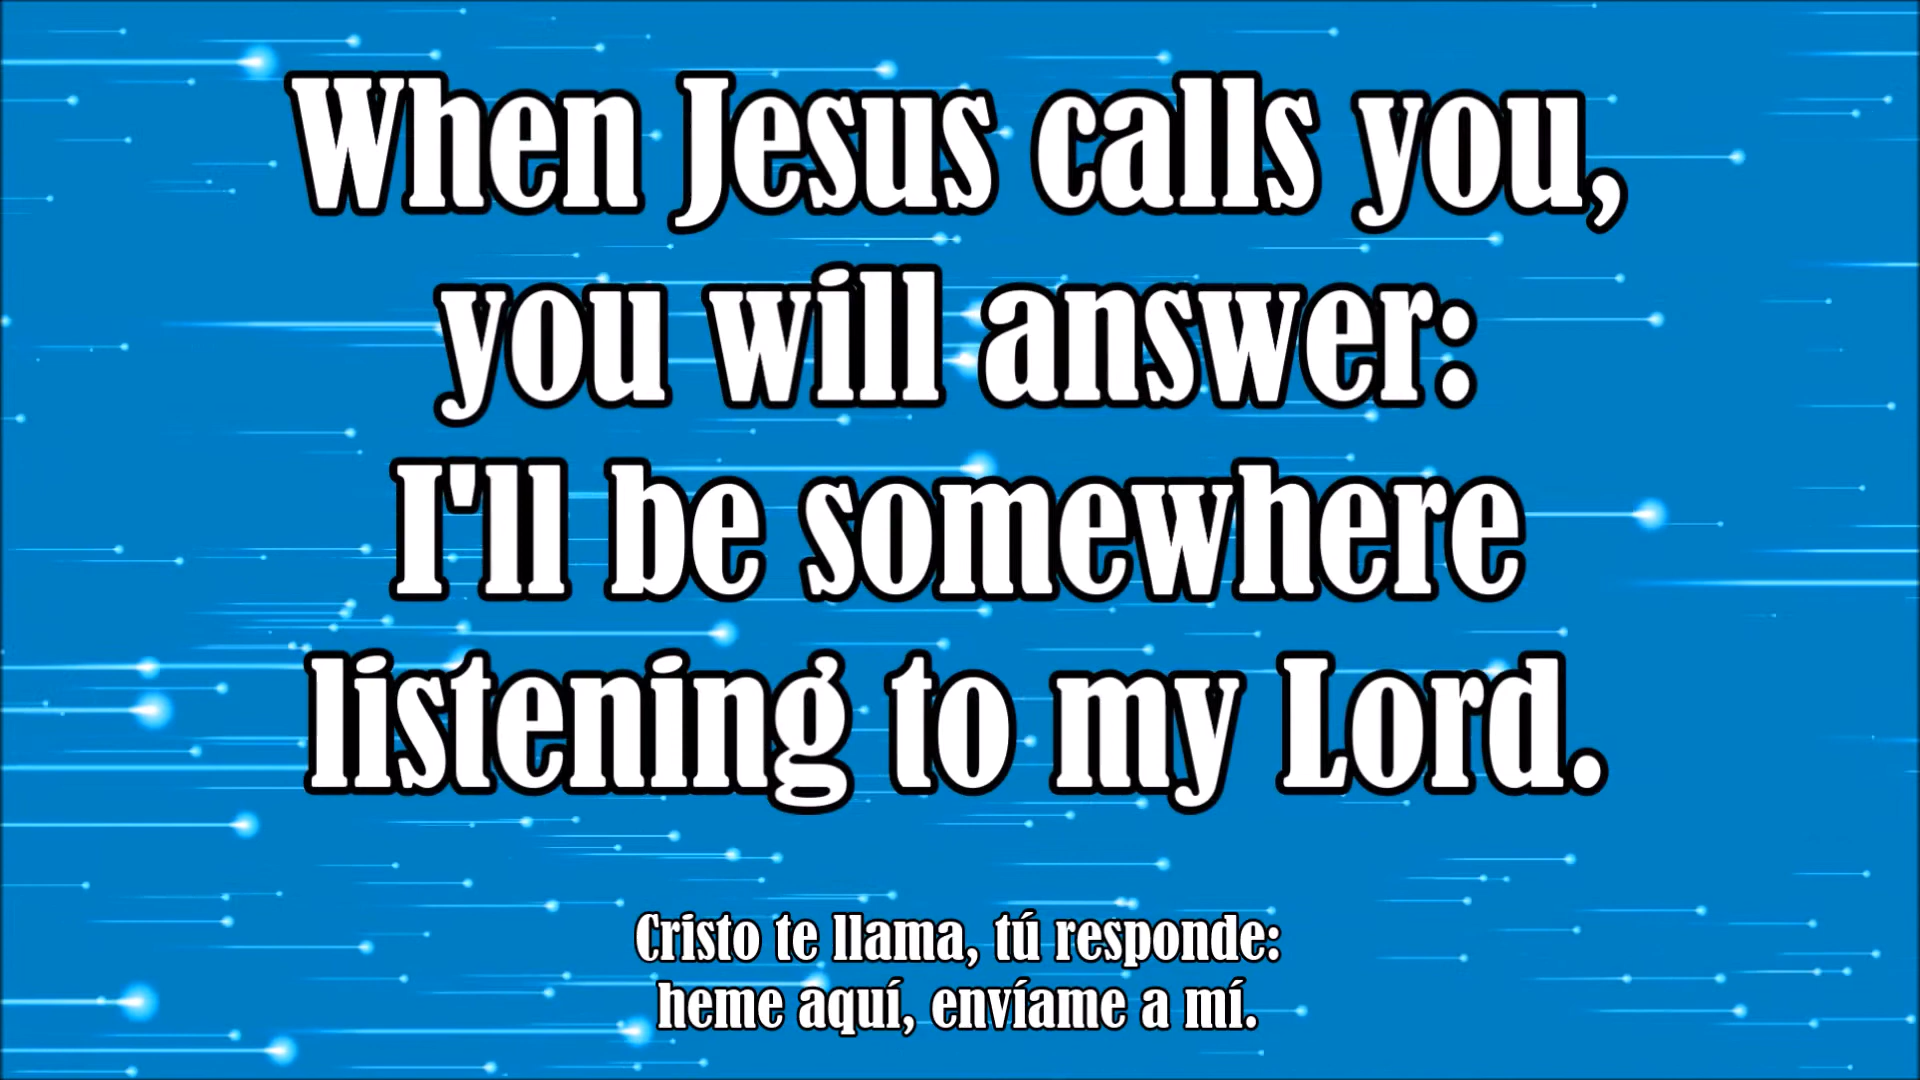 When Jesus calls you,
you will answer:
I'll be somewhere
listening to my Lord.
Cristo te llama, tú responde:
heme aquí, envíame a mí.